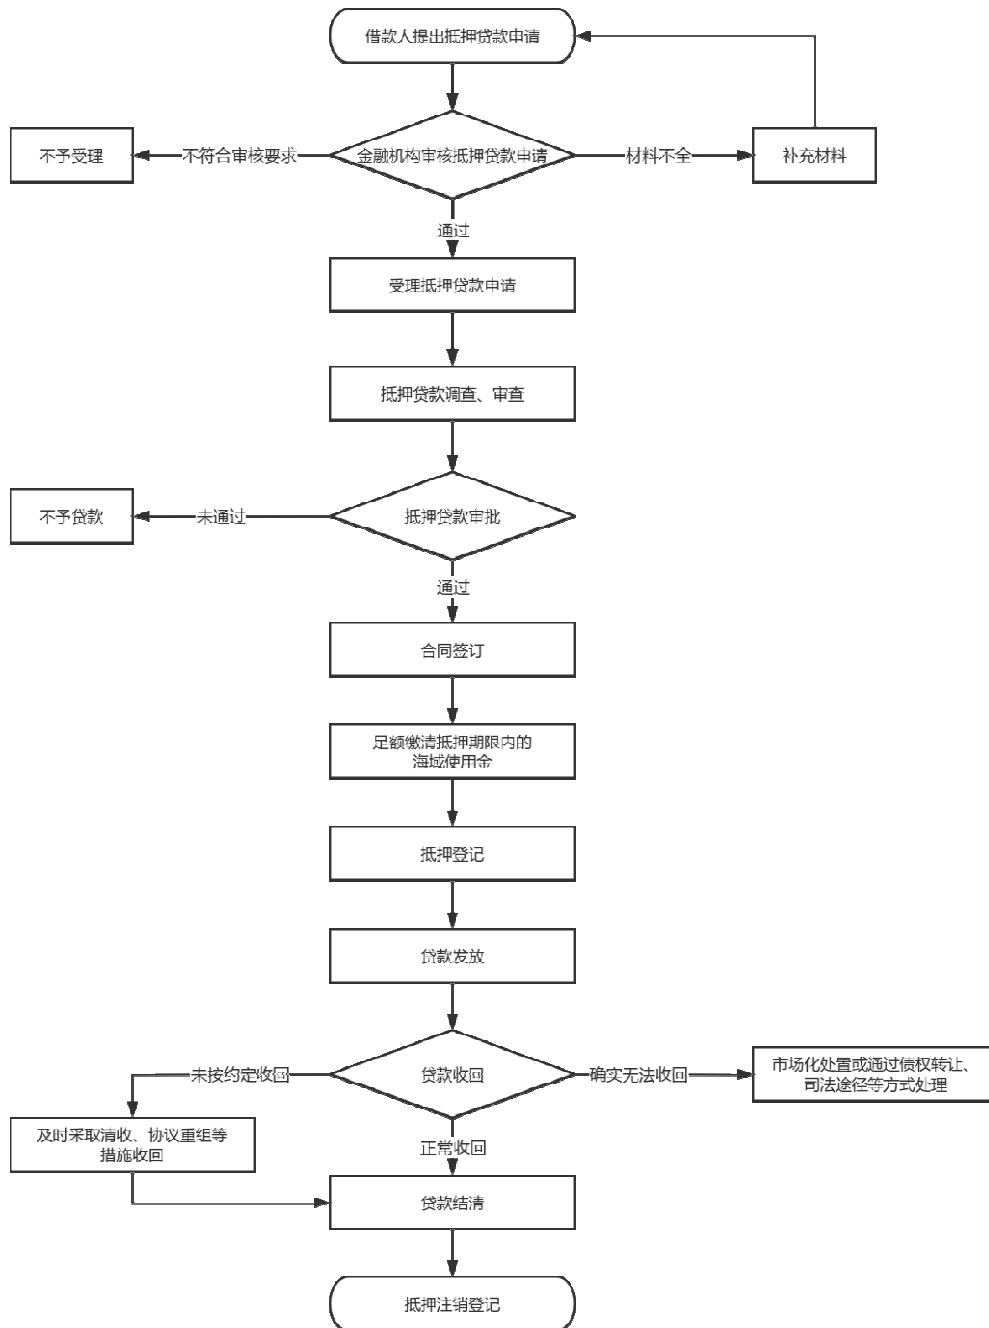 借款人提出抵押贷款申请
不予受理
不符合审核要求
金融机构审核抵押贷款申请
材料不全
补充材料
通过
受理抵押贷款申请
抵押贷款调查、审查
不予贷款
未通过
抵押贷款审批
通过
合同签订
足额缴清抵押期限内的
海域使用金
抵押登记
贷款发放
未按约定收回
贷款收回
确实无法收回
市场化处置或通过债权转让、
司法途径等方式处理
及时采取清收、协议重组等
措施收回
正常收回
贷款结清
抵押注销登记